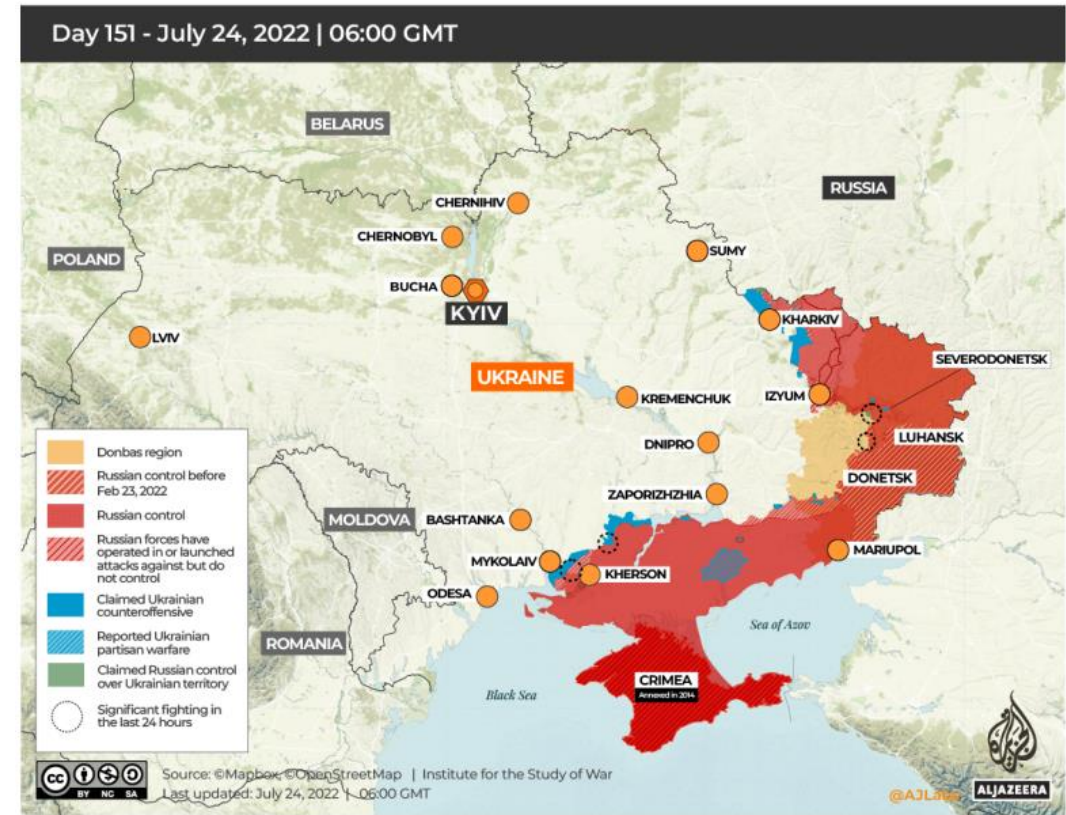 Day 151 - July 24, 2022 | 06:00 GMT
BELARUS
RUSSIA
CHERNIHIV
CHERNOBYL
SUMY
POLAND
BUCHA
KYIV
KHARKIV
LVIV
SEVERODONETSK
UKRAINE
IZYUM
KREMENCHUK
LUHANSK
DNIPRO
DONETSK
ZAPORIZHZHIA
MOLDOVA
BASHTANKA
MARIUPOL
MYKOLAIV
KHERSON
ODESA
Sea of Azov
ROMANIA
CRIMEA
Annexed in 2014
Black Sea
Donbas region
Russian control before
Feb 23, 2022
Russian control
Russian forces have
operated in or launched
attacks against but do
not control
Claimed Ukrainian
counteroffensive
Reported Ukrainian
partisan warfare
Claimed Russian control
over Ukrainian territory
Significant fighting in
the last 24 hours
cc BY NC SA
Source: ©Mapbox, ©OpenStreetMap | Institute for the Study of War
Last updated: July 24, 2022 | 06:00 GMT
@AJLabs
ALJAZEERA